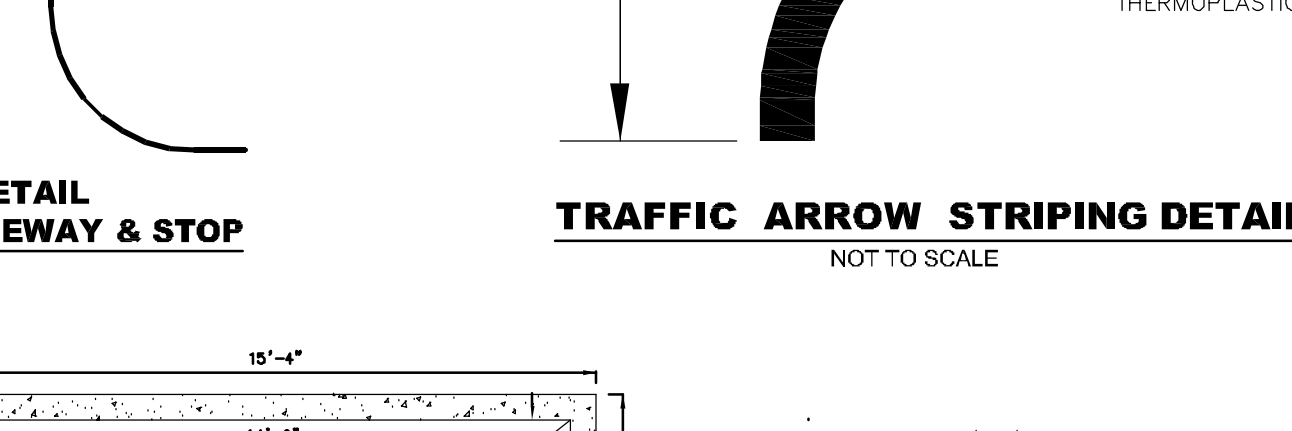 THERMOPLASTIC
ETAIL
EWAY & STOP
TRAFFIC ARROW STRIPING DETAIL
NOT TO SCALE
15'-4"